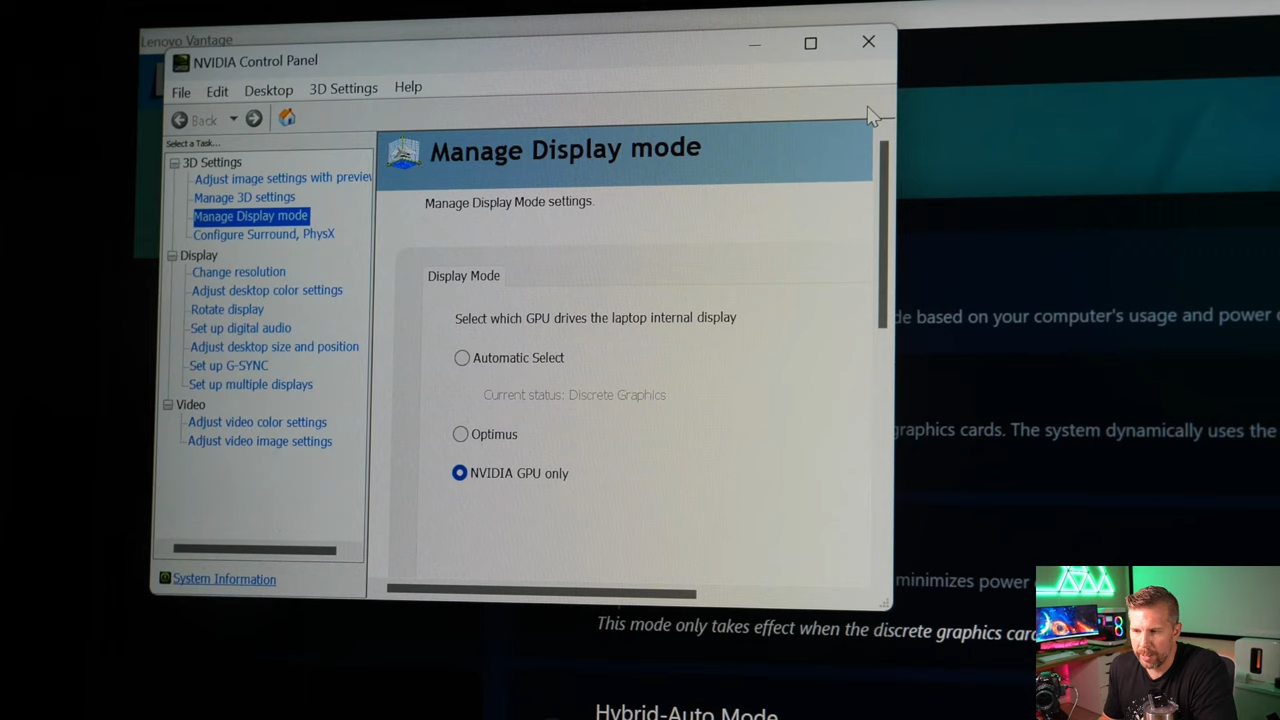 Lenovo Vantage
NVIDIA Control Panel
File Edit Desktop 3D Settings Help
Back
Select a Task...
3D Settings
Adjust image settings with preview
Manage 3D settings
Manage Display mode
Configure Surround, PhysX
Display
Change resolution
Adjust desktop color settings
Rotate display
Set up digital audio
Adjust desktop size and position
Set up G-SYNC
Set up multiple displays
Video
Adjust video color settings
Adjust video image settings
System Information
Manage Display mode
Manage Display Mode settings.
Display Mode
Select which GPU drives the laptop internal display
Automatic Select
Current status: Discrete Graphics
Optimus
NVIDIA GPU only
de based on your computer's usage and power
graphics cards. The system dynamically uses the
minimizes power
This mode only takes effect when the discrete graphics card
Hybrid-Auto Mode